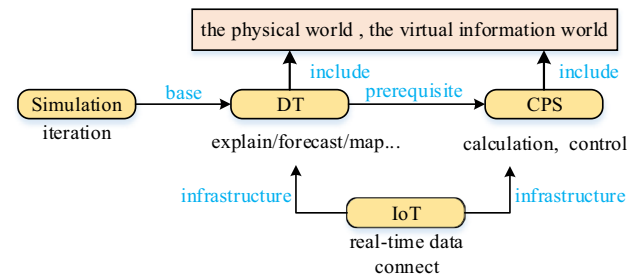 the physical world , the virtual information world
include
include
Simulation
base
DT
prerequisite
CPS
iteration
explain/forecast/map...
calculation, control
infrastructure
IoT
infrastructure
real-time data
connect